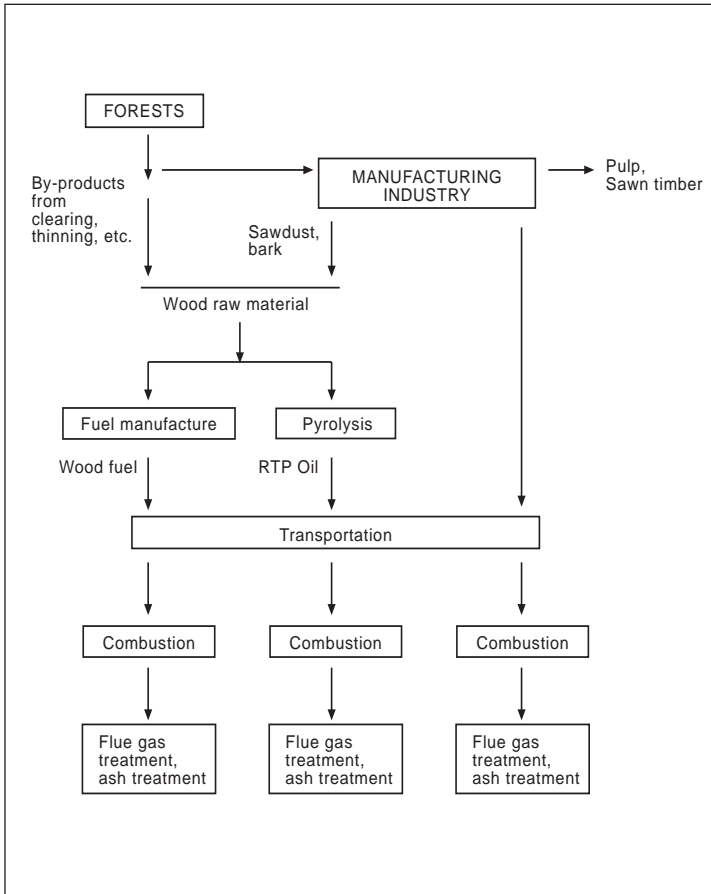 FORESTS
By-products
from
clearing,
thinning, etc.
MANUFACTURING
INDUSTRY
Pulp,
Sawn timber
Sawdust,
bark
Wood raw material
Fuel manufacture
Pyrolysis
Wood fuel
RTP Oil
Transportation
Combustion
Combustion
Combustion
Flue gas
treatment,
ash treatment
Flue gas
treatment,
ash treatment
Flue gas
treatment,
ash treatment